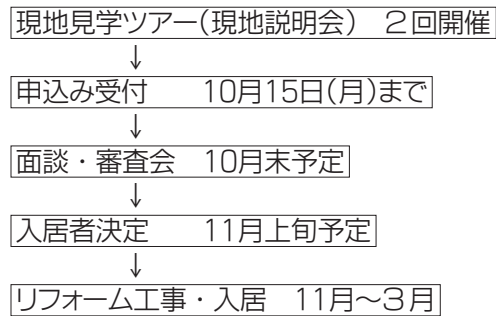 現地見学ツアー(現地説明会)　２回開催
↓
申込み受付　　10月15日(月)まで
↓
面談・審査会　10月末予定
↓
入居者決定　　11月上旬予定
↓
リフォーム工事・入居　11月～３月